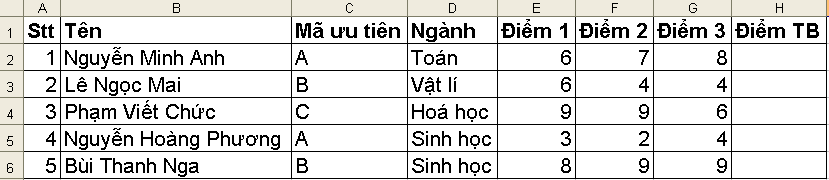 A B C D E F G H
1 Stt Tên Mã ưu tiên Ngành Điểm 1 Điểm 2 Điểm 3 Điểm TB
2 1 Nguyễn Minh Anh A Toán 6 7 8
3 2 Lê Ngọc Mai B Vật lí 6 4 4
4 3 Phạm Viết Chức C Hoá học 9 9 6
5 4 Nguyễn Hoàng Phương A Sinh học 3 2 4
6 5 Bùi Thanh Nga B Sinh học 8 9 9